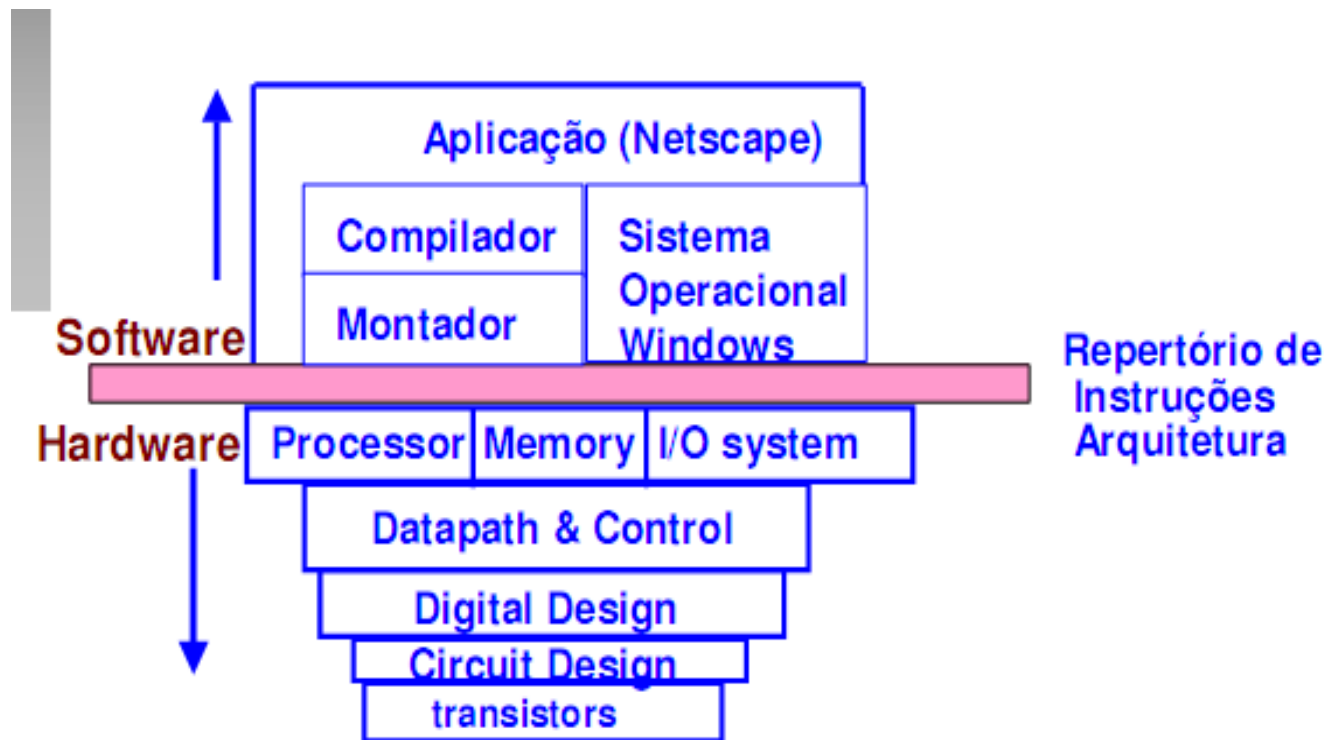 Aplicação (Netscape)
Compilador
Montador
Sistema
Operacional
Windows
Software
Repertório de
Instruções
Arquitetura
Hardware
Processor
Memory
I/O system
Datapath & Control
Digital Design
Circuit Design
transistors